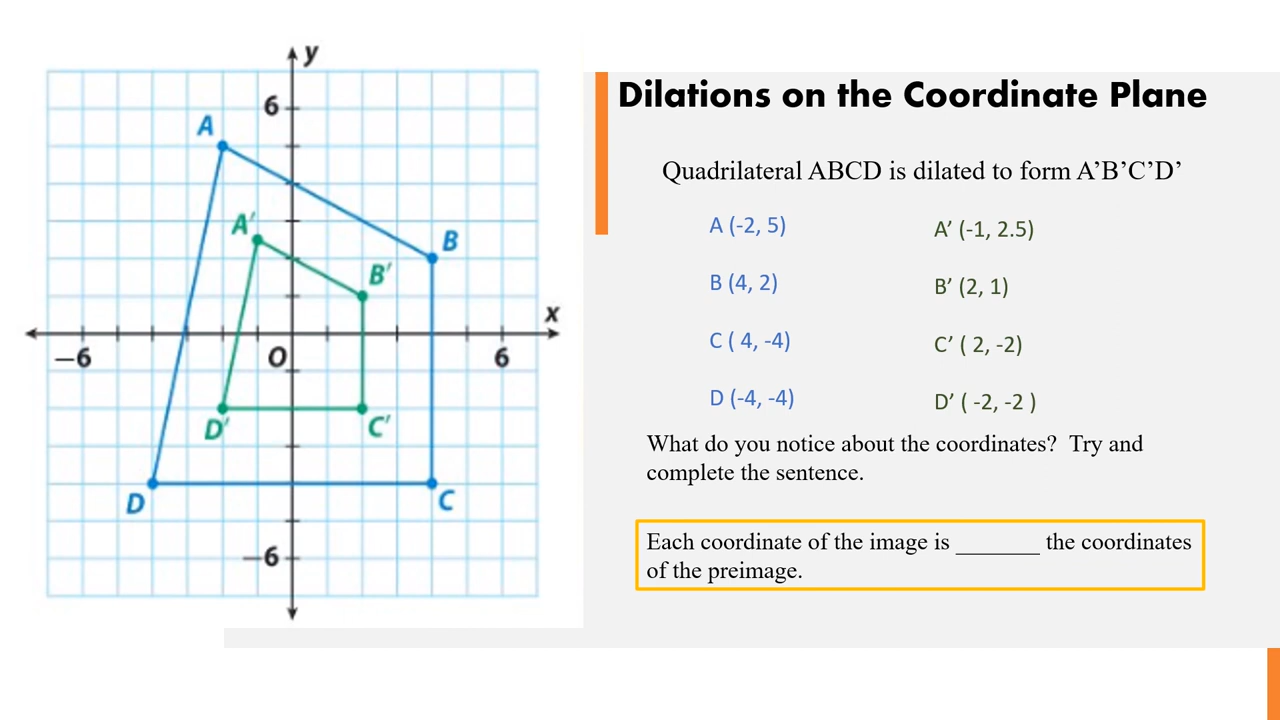 y
6
A
A′
B
B′
x
−6
O
6
D′
C′
D
C
−6
Dilations on the Coordinate Plane
Quadrilateral ABCD is dilated to form A’B’C’D’
A (-2, 5)
A’ (-1, 2.5)
B (4, 2)
B’ (2, 1)
C ( 4, -4)
C’ ( 2, -2)
D (-4, -4)
D’ ( -2, -2 )
What do you notice about the coordinates?  Try and
complete the sentence.
Each coordinate of the image is _______ the coordinates
of the preimage.